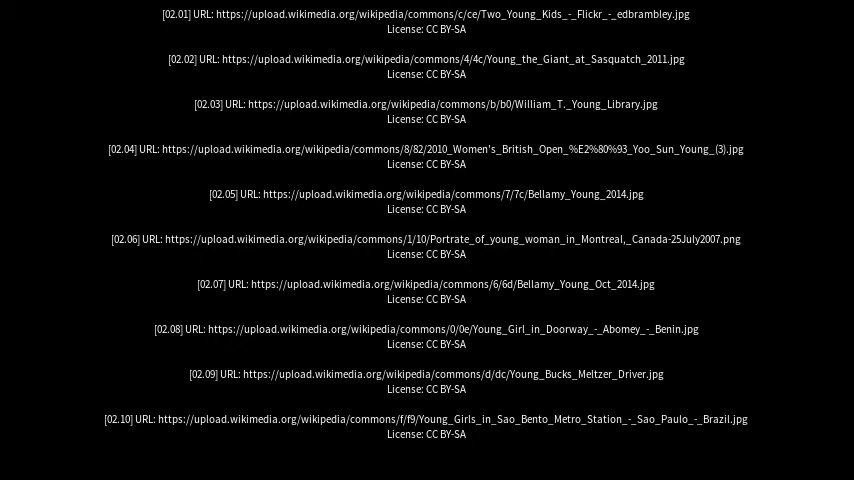 [02.01] URL: https://upload.wikimedia.org/wikipedia/commons/c/ce/Two_Young_Kids_-_Flickr_-_edbrambley.jpg
License: CC BY-SA
[02.02] URL: https://upload.wikimedia.org/wikipedia/commons/4/4c/Young_the_Giant_at_Sasquatch_2011.jpg
License: CC BY-SA
[02.03] URL: https://upload.wikimedia.org/wikipedia/commons/b/b0/William_T._Young_Library.jpg
License: CC BY-SA
[02.04] URL: https://upload.wikimedia.org/wikipedia/commons/8/82/2010_Women's_British_Open_%E2%80%93_Yoo_Sun_Young_(3).jpg
License: CC BY-SA
[02.05] URL: https://upload.wikimedia.org/wikipedia/commons/7/7c/Bellamy_Young_2014.jpg
License: CC BY-SA
[02.06] URL: https://upload.wikimedia.org/wikipedia/commons/1/10/Portrate_of_young_woman_in_Montreal,_Canada-25July2007.png
License: CC BY-SA
[02.07] URL: https://upload.wikimedia.org/wikipedia/commons/6/6d/Bellamy_Young_Oct_2014.jpg
License: CC BY-SA
[02.08] URL: https://upload.wikimedia.org/wikipedia/commons/0/0e/Young_Girl_in_Doorway_-_Abomey_-_Benin.jpg
License: CC BY-SA
[02.09] URL: https://upload.wikimedia.org/wikipedia/commons/d/dc/Young_Bucks_Meltzer_Driver.jpg
License: CC BY-SA
[02.10] URL: https://upload.wikimedia.org/wikipedia/commons/f/f9/Young_Girls_in_Sao_Bento_Metro_Station_-_Sao_Paulo_-_Brazil.jpg
License: CC BY-SA